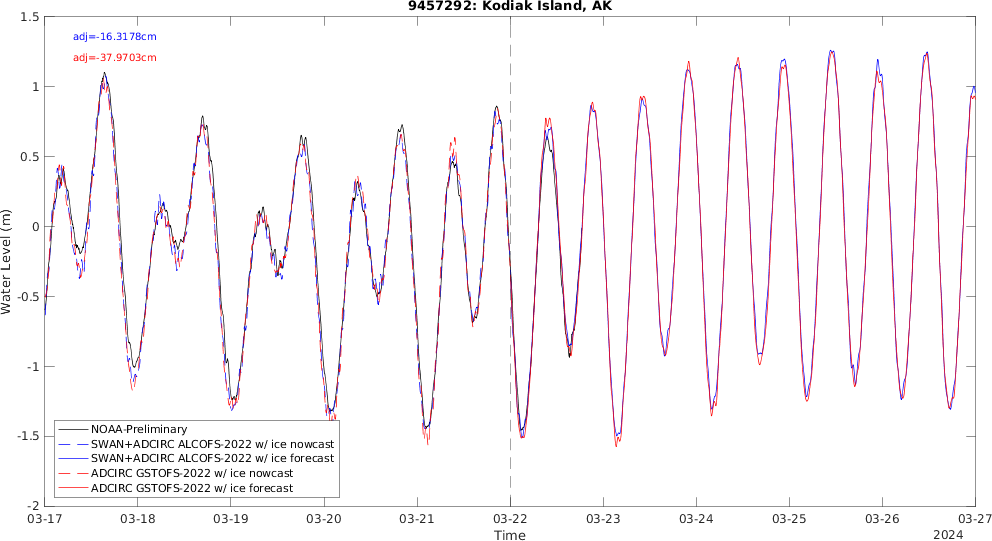 9457292: Kodiak Island, AK
adj=-16.3178cm
adj=-37.9703cm
Water Level (m)
1.5
1
0.5
0
-0.5
-1
-1.5
-2
NOAA-Preliminary
SWAN+ADCIRC ALCOFS-2022 w/ ice nowcast
SWAN+ADCIRC ALCOFS-2022 w/ ice forecast
ADCIRC GSTOFS-2022 w/ ice nowcast
ADCIRC GSTOFS-2022 w/ ice forecast
03-17 03-18 03-19 03-20 03-21 03-22 03-23 03-24 03-25 03-26 03-27
Time
2024